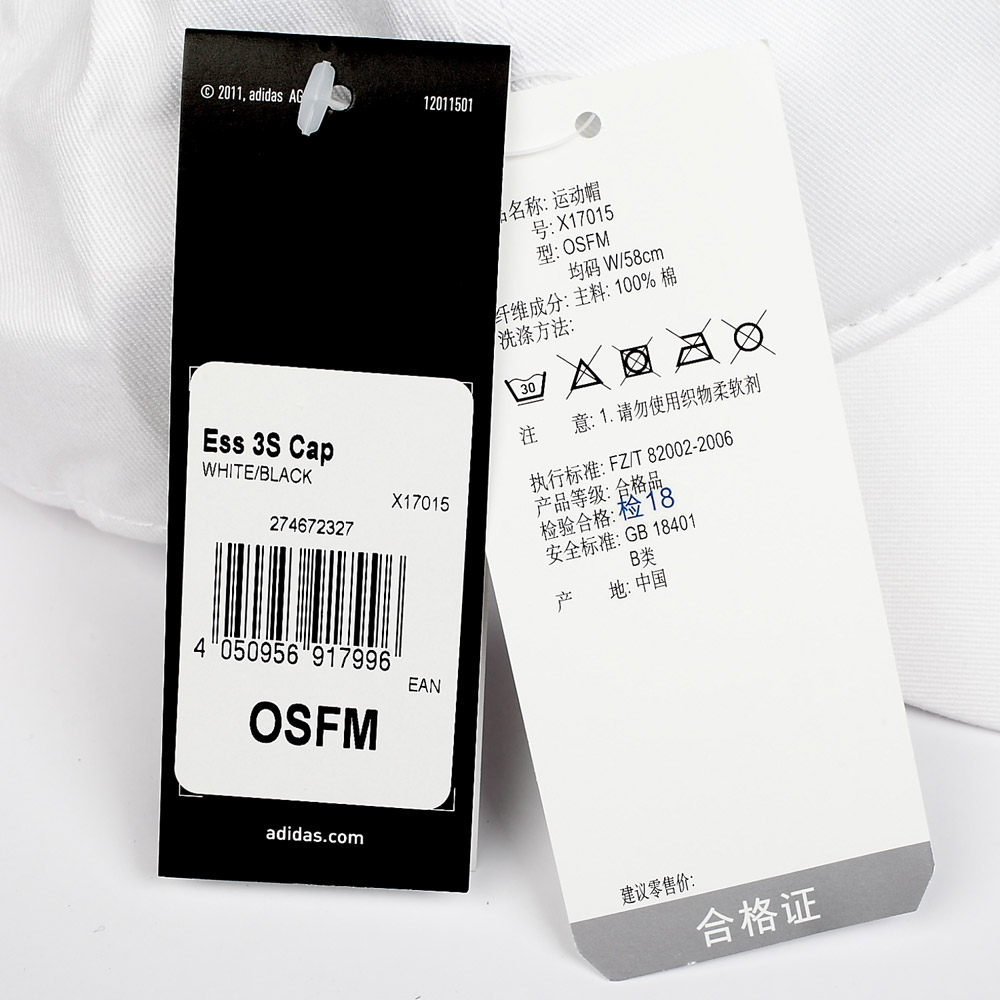 © 2011, adidas AG
12011501
Ess 3S Cap
WHITE/BLACK
X17015
274672327
4 050956 917996
EAN
OSFM
adidas.com
名称: 运动帽
号: X17015
型: OSFM
均码 W/58cm
纤维成分: 主料: 100% 棉
洗涤方法:
30
注 意: 1. 请勿使用织物柔软剂
执行标准: FZ/T 82002-2006
产品等级: 合格品
检验合格: 检18
安全标准: GB 18401
B类
产 地: 中国
建议零售价:
合格证